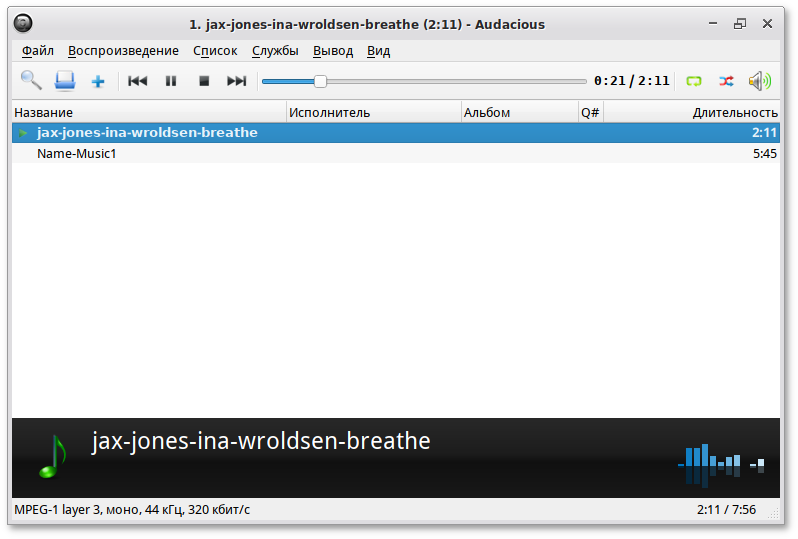 1. jax-jones-ina-wroldsen-breathe (2:11) - Audacious
Файл Воспроизведение Список Службы Вывод Вид
0:21 / 2:11
Название Исполнитель Альбом Q# Длительность
jax-jones-ina-wroldsen-breathe 2:11
Name-Music1 5:45
jax-jones-ina-wroldsen-breathe
MPEG-1 layer 3, моно, 44 кГц, 320 кбит/с 2:11 / 7:56